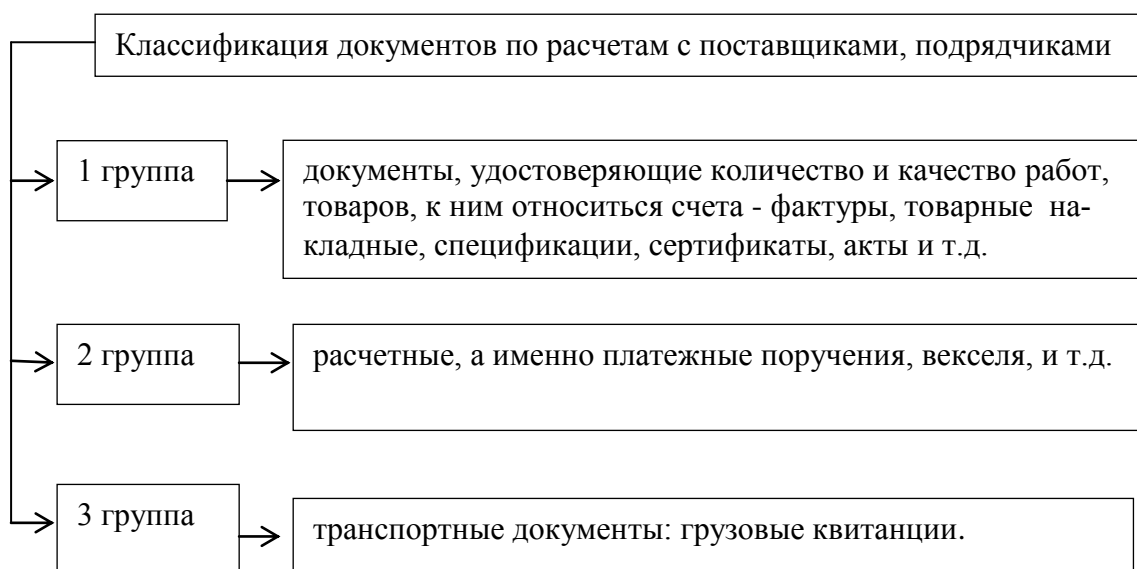 Классификация документов по расчетам с поставщиками, подрядчиками
1 группа
документы, удостоверяющие количество и качество работ,
товаров, к ним относиться счета - фактуры, товарные на-
кладные, спецификации, сертификаты, акты и т.д.
2 группа
расчетные, а именно платежные поручения, векселя, и т.д.
3 группа
транспортные документы: грузовые квитанции.